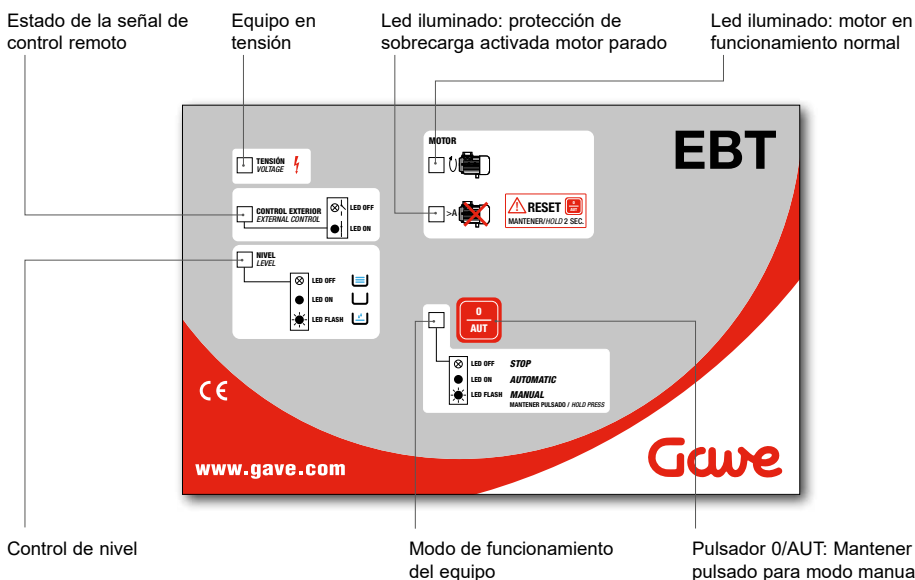 Estado de la señal de
control remoto
Equipo en
tensión
Led iluminado: protección de
sobrecarga activada motor parado
Led iluminado: motor en
funcionamiento normal
TENSIÓN
VOLTAGE
CONTROL EXTERIOR
EXTERNAL CONTROL
LED OFF
LED ON
NIVEL
LEVEL
LED OFF
LED ON
LED FLASH
MOTOR
>A
RESET
0
AUT
MANTENER/HOLD 2 SEC.
EBT
0
AUT
LED OFF STOP
LED ON AUTOMATIC
LED FLASH MANUAL
MANTENER PULSADO / HOLD PRESS
CE
www.gave.com
Gave
Control de nivel
Modo de funcionamiento
del equipo
Pulsador 0/AUT: Mantener
pulsado para modo manua